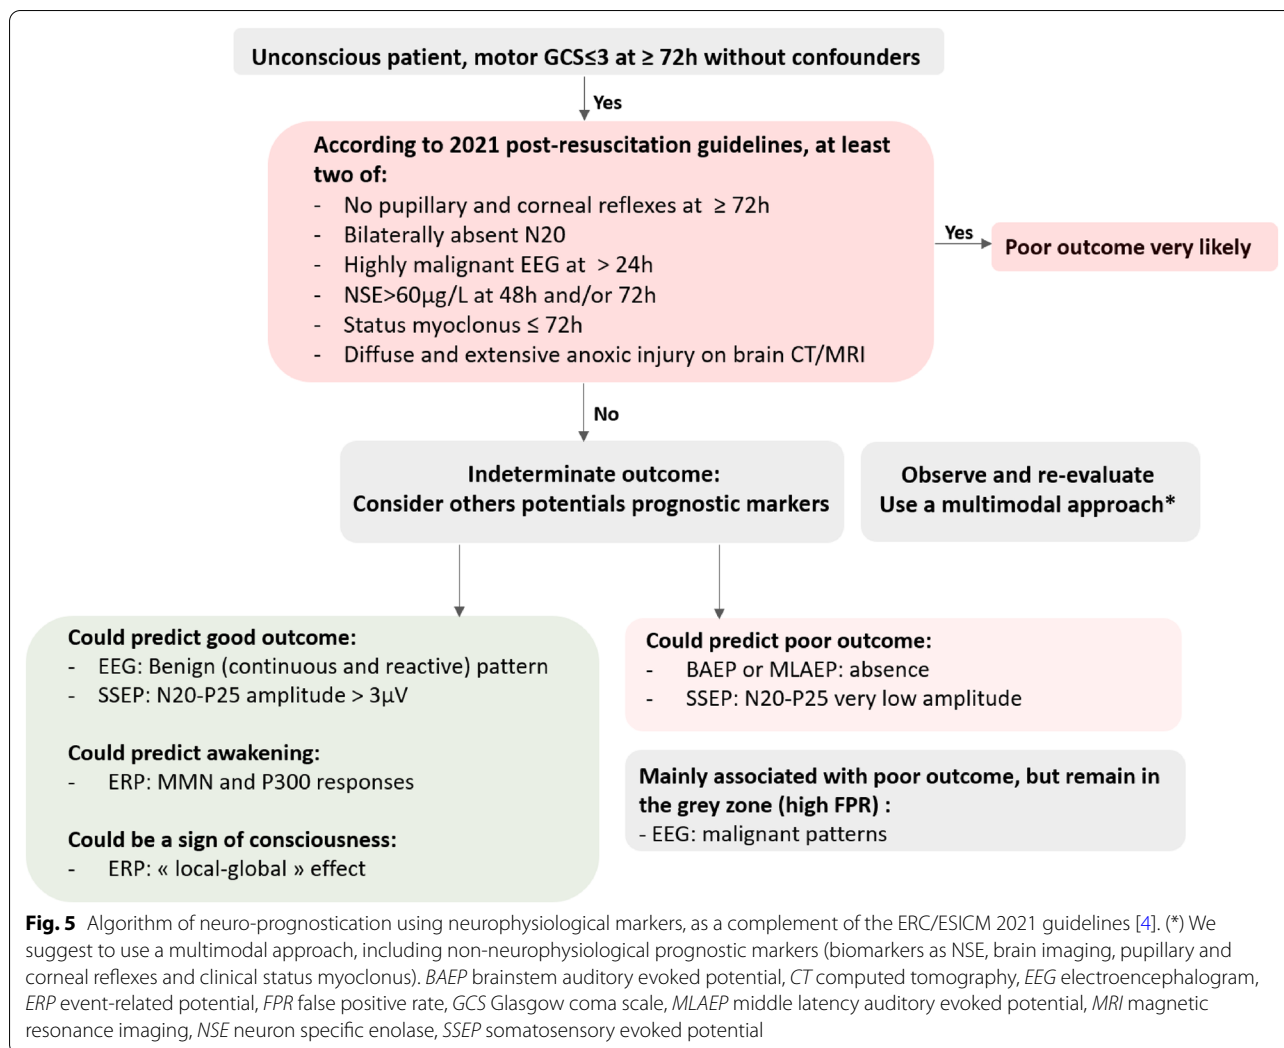 Unconscious patient, motor GCS≤3 at ≥ 72h without confounders
Yes
According to 2021 post-resuscitation guidelines, at least
two of:
- No pupillary and corneal reflexes at ≥ 72h
- Bilaterally absent N20
- Highly malignant EEG at > 24h
- NSE>60µg/L at 48h and/or 72h
- Status myoclonus ≤ 72h
- Diffuse and extensive anoxic injury on brain CT/MRI
Yes
Poor outcome very likely
No
Indeterminate outcome:
Consider others potentials prognostic markers
Observe and re-evaluate
Use a multimodal approach*
Could predict good outcome:
- EEG: Benign (continuous and reactive) pattern
- SSEP: N20-P25 amplitude > 3µV
Could predict awakening:
- ERP: MMN and P300 responses
Could be a sign of consciousness:
- ERP: « local-global » effect
Could predict poor outcome:
- BAEP or MLAEP: absence
- SSEP: N20-P25 very low amplitude
Mainly associated with poor outcome, but remain in
the grey zone (high FPR) :
- EEG: malignant patterns
Fig. 5 Algorithm of neuro-prognostication using neurophysiological markers, as a complement of the ERC/ESICM 2021 guidelines [4]. (*) We
suggest to use a multimodal approach, including non-neurophysiological prognostic markers (biomarkers as NSE, brain imaging, pupillary and
corneal reflexes and clinical status myoclonus). BAEP brainstem auditory evoked potential, CT computed tomography, EEG electroencephalogram,
ERP event-related potential, FPR false positive rate, GCS Glasgow coma scale, MLAEP middle latency auditory evoked potential, MRI magnetic
resonance imaging, NSE neuron specific enolase, SSEP somatosensory evoked potential